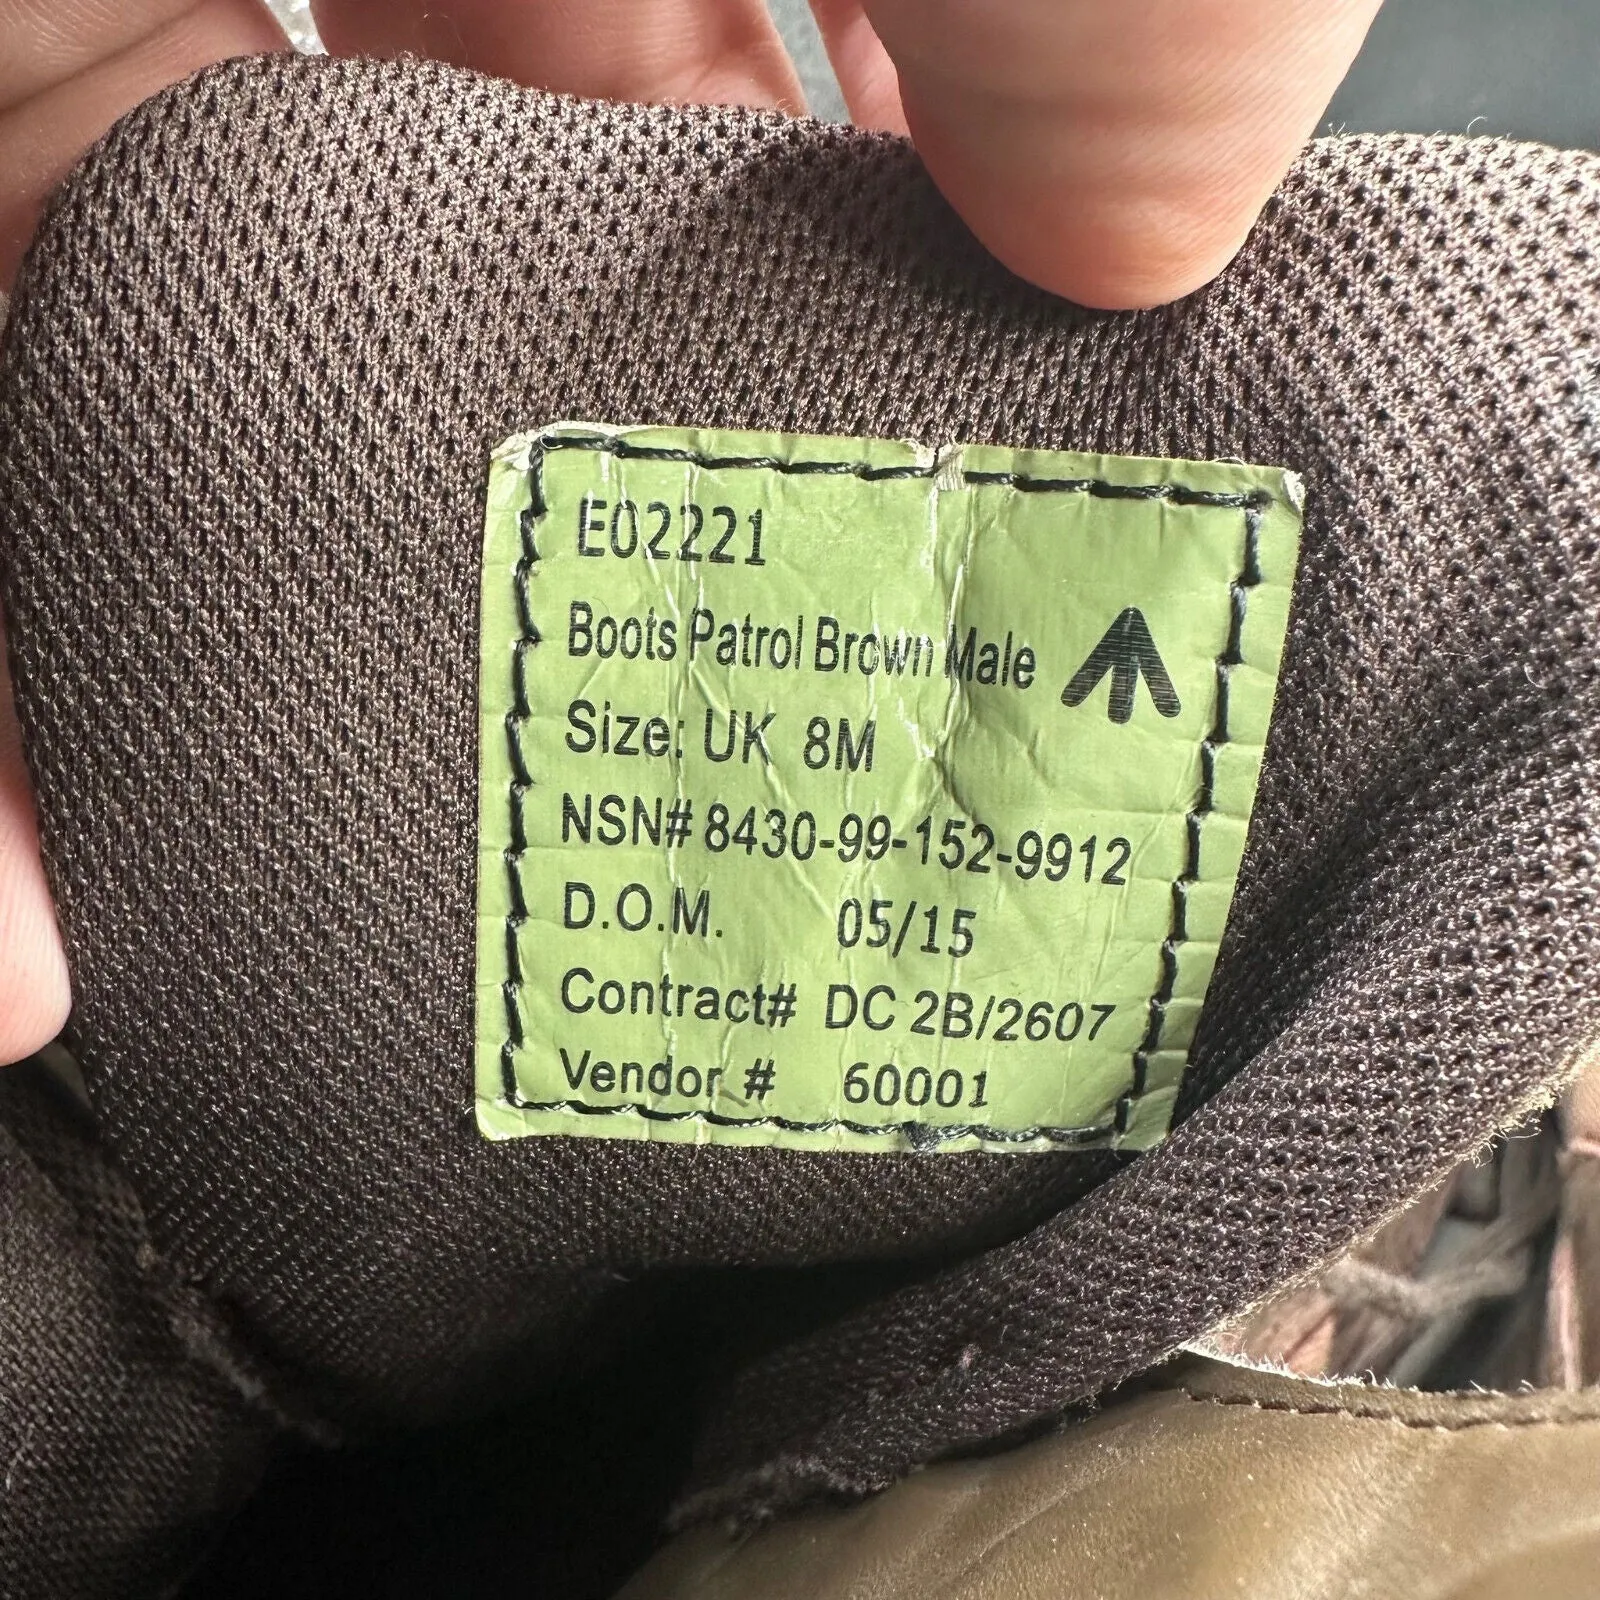 E02221
Boots Patrol Brown Male
Size: UK 8M
NSN# 8430-99-152-9912
D.O.M. 05/15
Contract# DC 2B/2607
Vendor # 60001